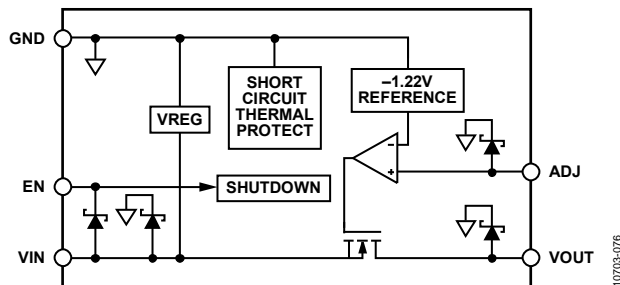 GND
SHORT
CIRCUIT
THERMAL
PROTECT
–1.22V
REFERENCE
VREG
–
+
ADJ
EN
SHUTDOWN
VIN
VOUT
10703-076